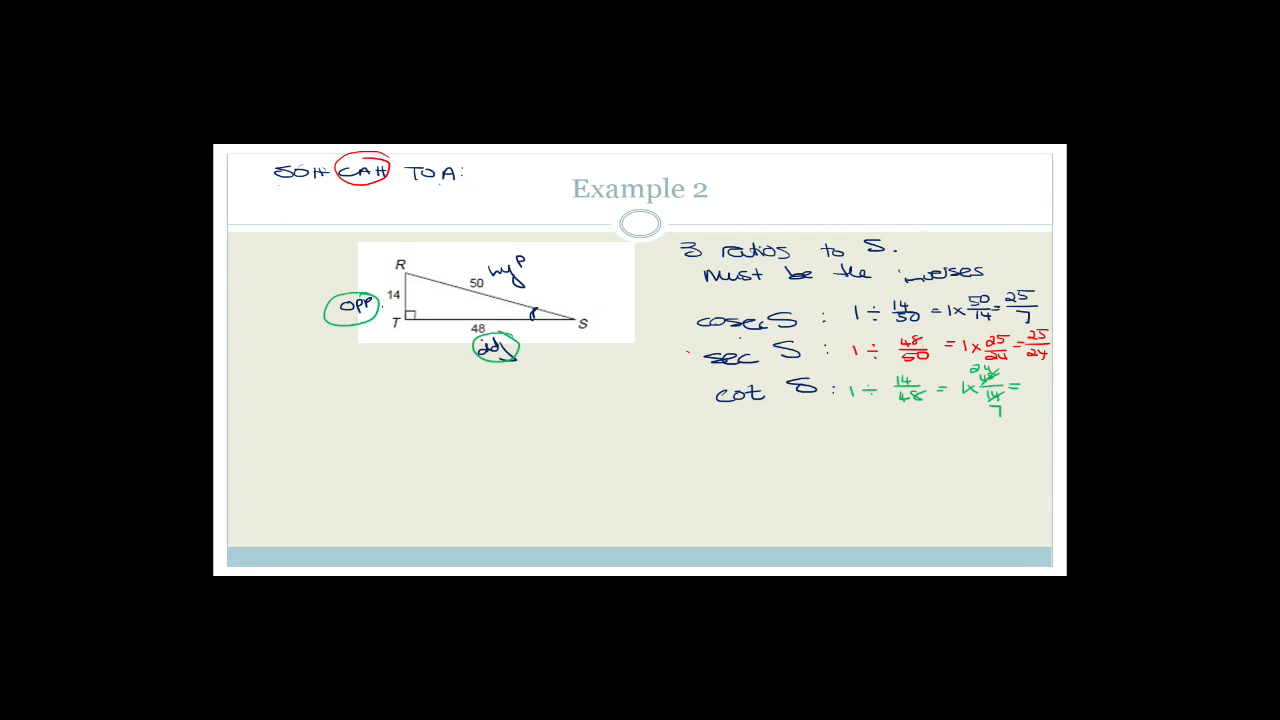 SOH CAH TOA:
Example 2
3 ratios to S.
Must be the inverses
R
50
hyp
14
opp.
T
48
S
adj
cosec S : 1 ÷ 14/50 = 1 × 50/14 = 25/7
sec S : 1 ÷ 48/50 = 1 × 25/24 = 25/24
cot S : 1 ÷ 14/48 = 1 × 48/14 =
24
7